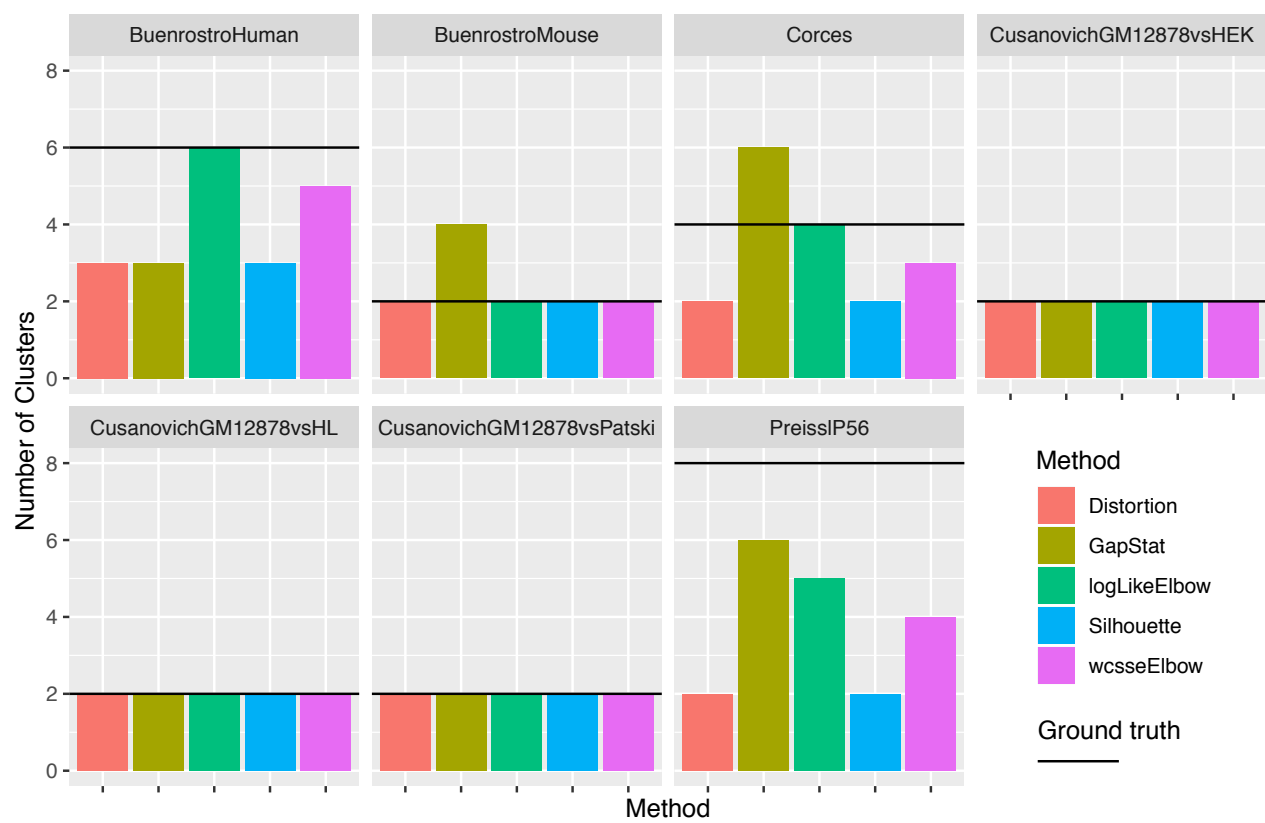 BuenrostroHuman
BuenrostroMouse
Corces
CusanovichGM12878vsHEK
8
6
4
2
0
CusanovichGM12878vsHL
CusanovichGM12878vsPatski
PreissIP56
8
6
4
2
0
Number of Clusters
Method
Method
Distortion
GapStat
logLikeElbow
Silhouette
wcsseElbow
Ground truth